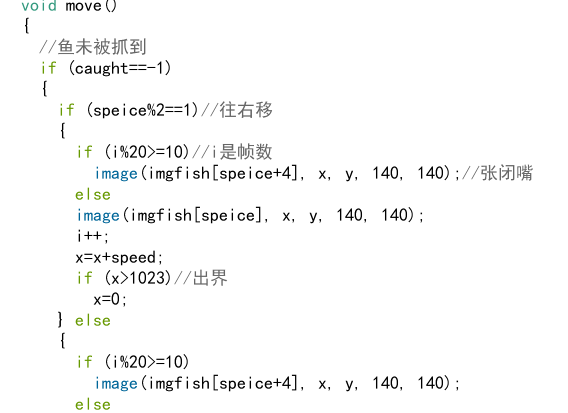 void move()
{
//鱼未被抓到
if (caught==-1)
{
if (speice%2==1)//往右移
{
if (i%20>=10)//i是帧数
image(imgfish[speice+4], x, y, 140, 140);//张闭嘴
else
image(imgfish[speice], x, y, 140, 140);
i++;
x=x+speed;
if (x>1023)//出界
x=0;
} else
{
if (i%20>=10)
image(imgfish[speice+4], x, y, 140, 140);
else